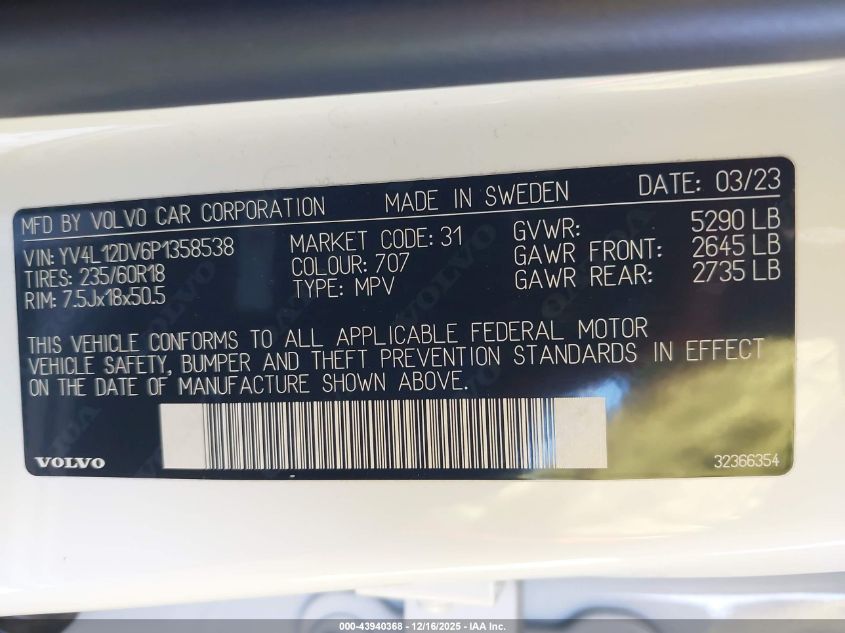 MFD BY VOLVO CAR CORPORATION MADE IN SWEDEN DATE: 03/23
VIN: YV4L12DV6P1358538 MARKET CODE: 31 GVWR: 5290 LB
TIRES: 235/60R18 COLOUR: 707 GAWR FRONT: 2645 LB
RIM: 7.5Jx18x50.5 TYPE: MPV GAWR REAR: 2735 LB
THIS VEHICLE CONFORMS TO ALL APPLICABLE FEDERAL MOTOR
VEHICLE SAFETY, BUMPER AND THEFT PREVENTION STANDARDS IN EFFECT
ON THE DATE OF MANUFACTURE SHOWN ABOVE.
VOLVO 32366354
000-43940368 - 12/16/2025 - IAA Inc.